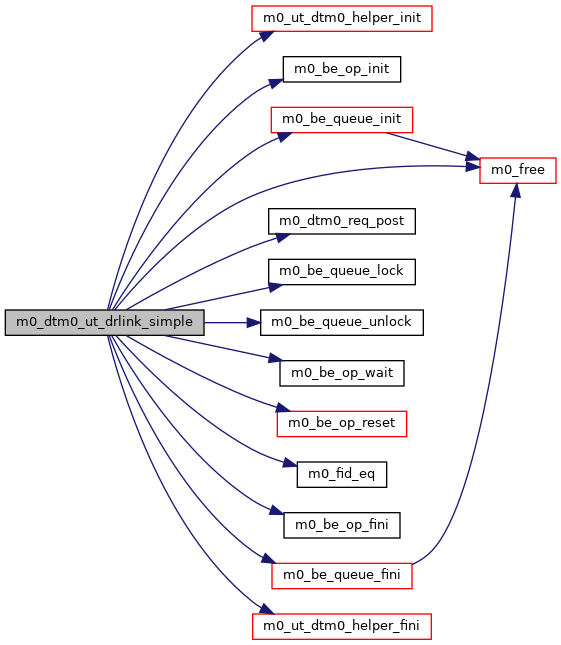 m0_ut_dtm0_helper_init
m0_be_op_init
m0_be_queue_init
m0_free
m0_dtm0_req_post
m0_be_queue_lock
m0_dtm0_ut_drlink_simple
m0_be_queue_unlock
m0_be_op_wait
m0_be_op_reset
m0_fid_eq
m0_be_op_fini
m0_be_queue_fini
m0_ut_dtm0_helper_fini